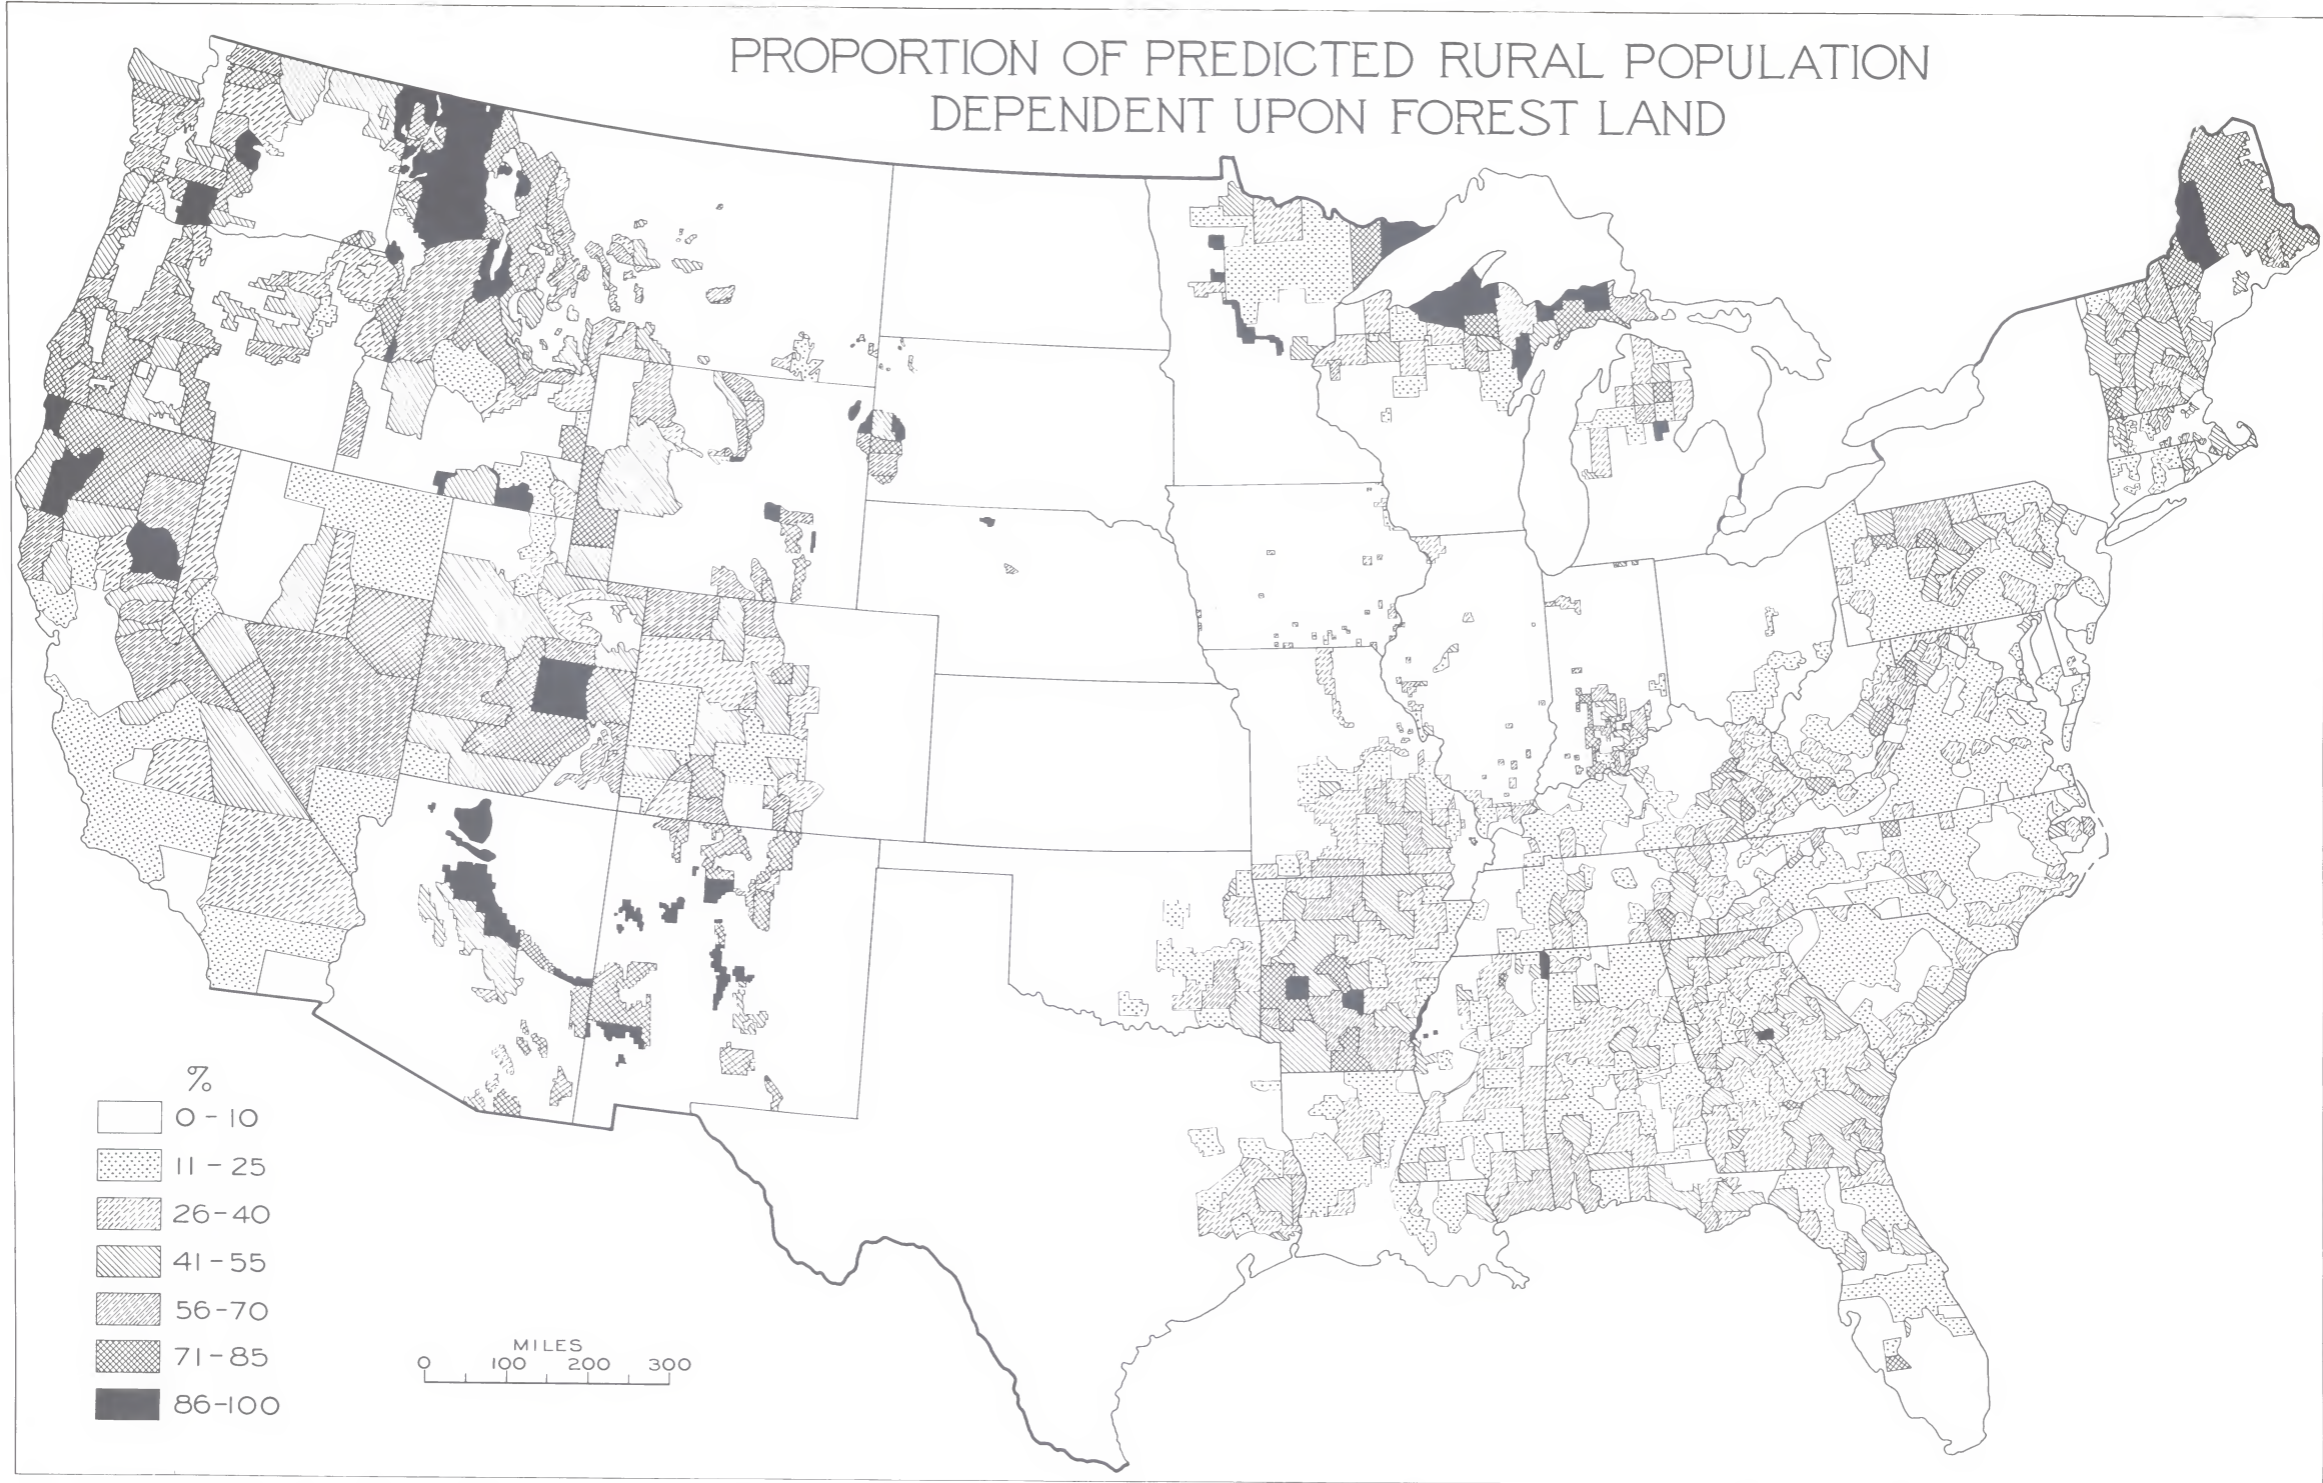 PROPORTION OF PREDICTED RURAL POPULATION
DEPENDENT UPON FOREST LAND
%
0-10
11-25
26-40
41-55
56-70
71-85
86-100
MILES
0 100 200 300